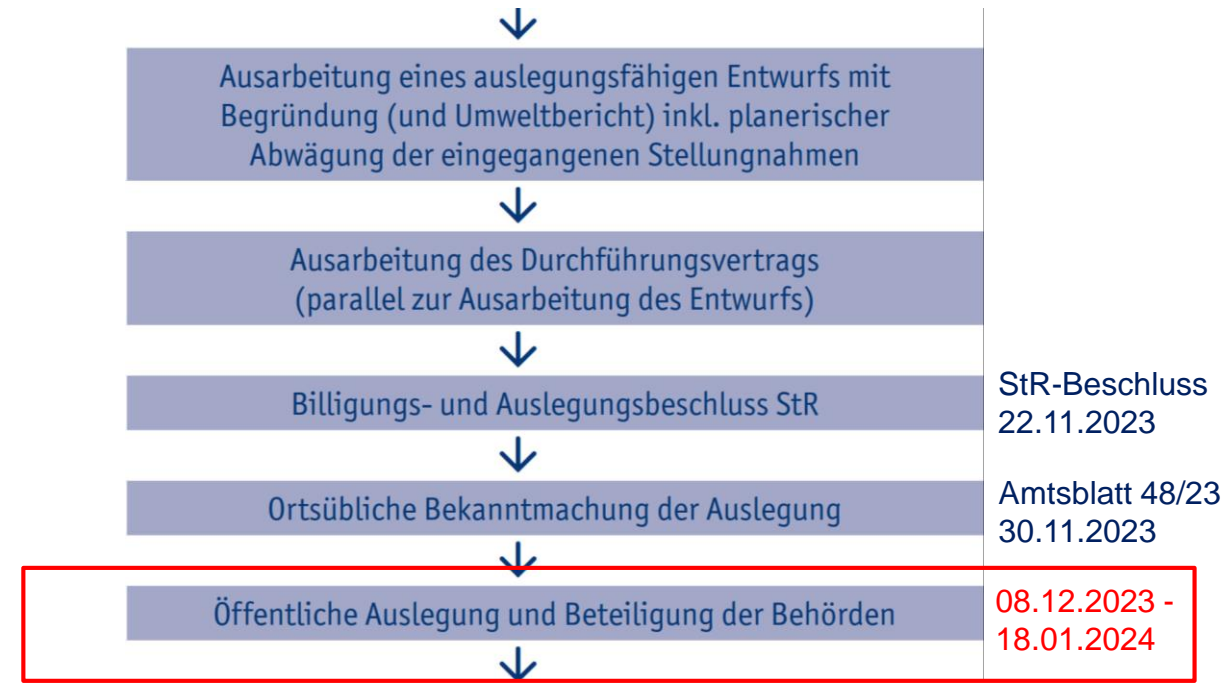 Ausarbeitung eines auslegungsfähigen Entwurfs mit
Begründung (und Umweltbericht) inkl. planerischer
Abwägung der eingegangenen Stellungnahmen
Ausarbeitung des Durchführungsvertrags
(parallel zur Ausarbeitung des Entwurfs)
Billigungs- und Auslegungsbeschluss StR
StR-Beschluss
22.11.2023
Ortsübliche Bekanntmachung der Auslegung
Amtsblatt 48/23
30.11.2023
Öffentliche Auslegung und Beteiligung der Behörden
08.12.2023 -
18.01.2024